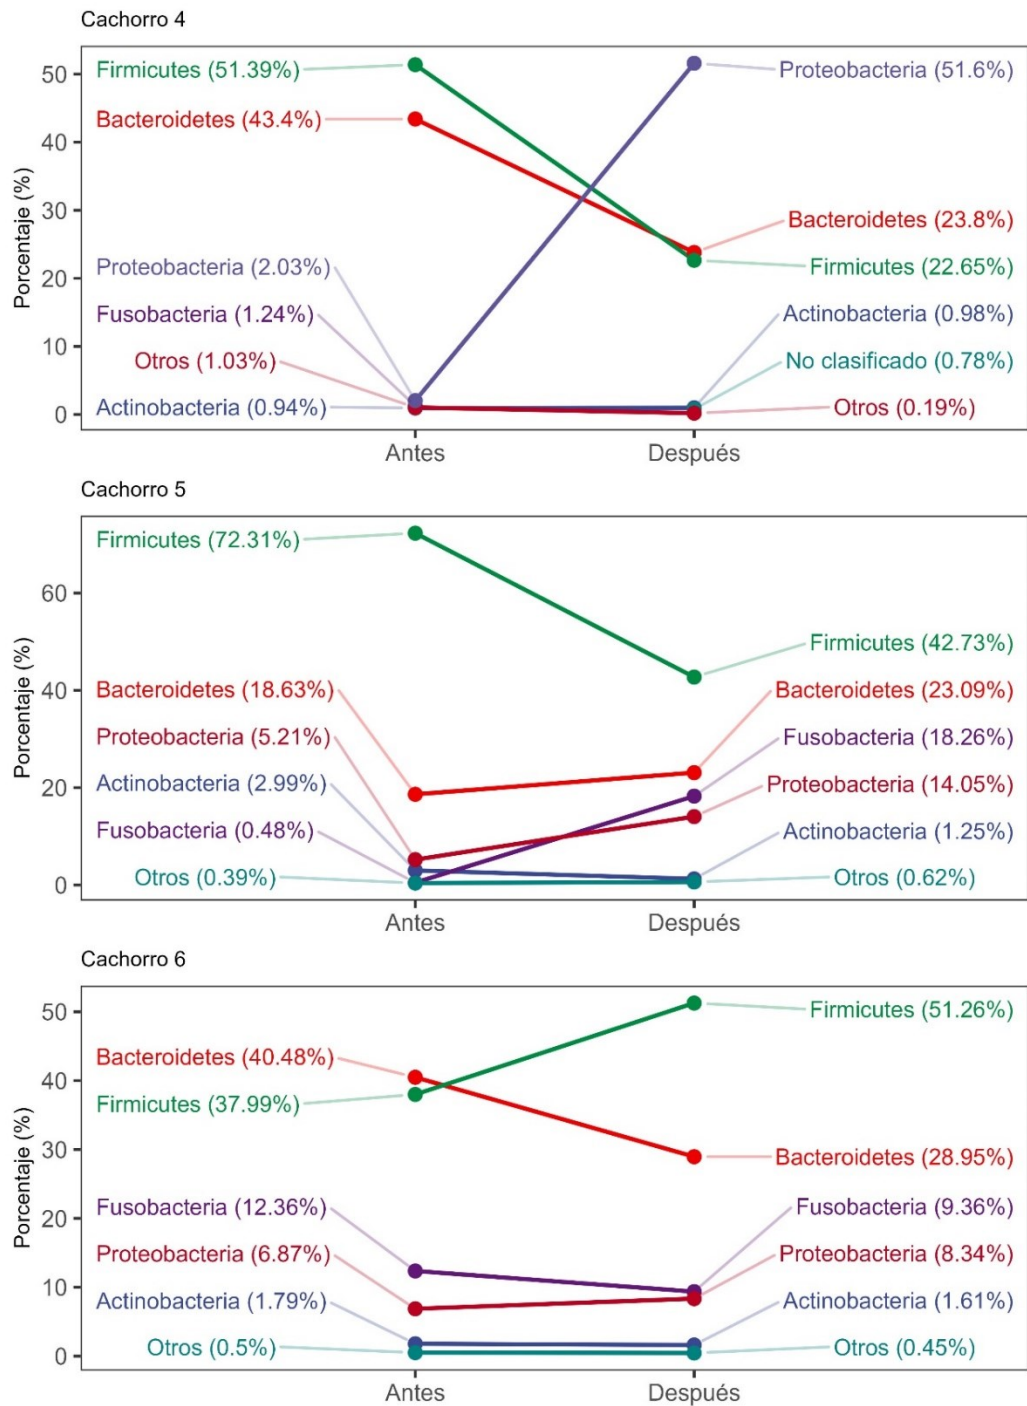 Cachorro 4
Porcentaje (%)
50
40
30
20
10
0
Firmicutes (51.39%)
Bacteroidetes (43.4%)
Proteobacteria (2.03%)
Fusobacteria (1.24%)
Otros (1.03%)
Actinobacteria (0.94%)
Proteobacteria (51.6%)
Bacteroidetes (23.8%)
Firmicutes (22.65%)
Actinobacteria (0.98%)
No clasificado (0.78%)
Otros (0.19%)
Antes
Después
Cachorro 5
Porcentaje (%)
60
40
20
0
Firmicutes (72.31%)
Bacteroidetes (18.63%)
Proteobacteria (5.21%)
Actinobacteria (2.99%)
Fusobacteria (0.48%)
Otros (0.39%)
Firmicutes (42.73%)
Bacteroidetes (23.09%)
Fusobacteria (18.26%)
Proteobacteria (14.05%)
Actinobacteria (1.25%)
Otros (0.62%)
Antes
Después
Cachorro 6
Porcentaje (%)
50
40
30
20
10
0
Bacteroidetes (40.48%)
Firmicutes (37.99%)
Fusobacteria (12.36%)
Proteobacteria (6.87%)
Actinobacteria (1.79%)
Otros (0.5%)
Firmicutes (51.26%)
Bacteroidetes (28.95%)
Fusobacteria (9.36%)
Proteobacteria (8.34%)
Actinobacteria (1.61%)
Otros (0.45%)
Antes
Después